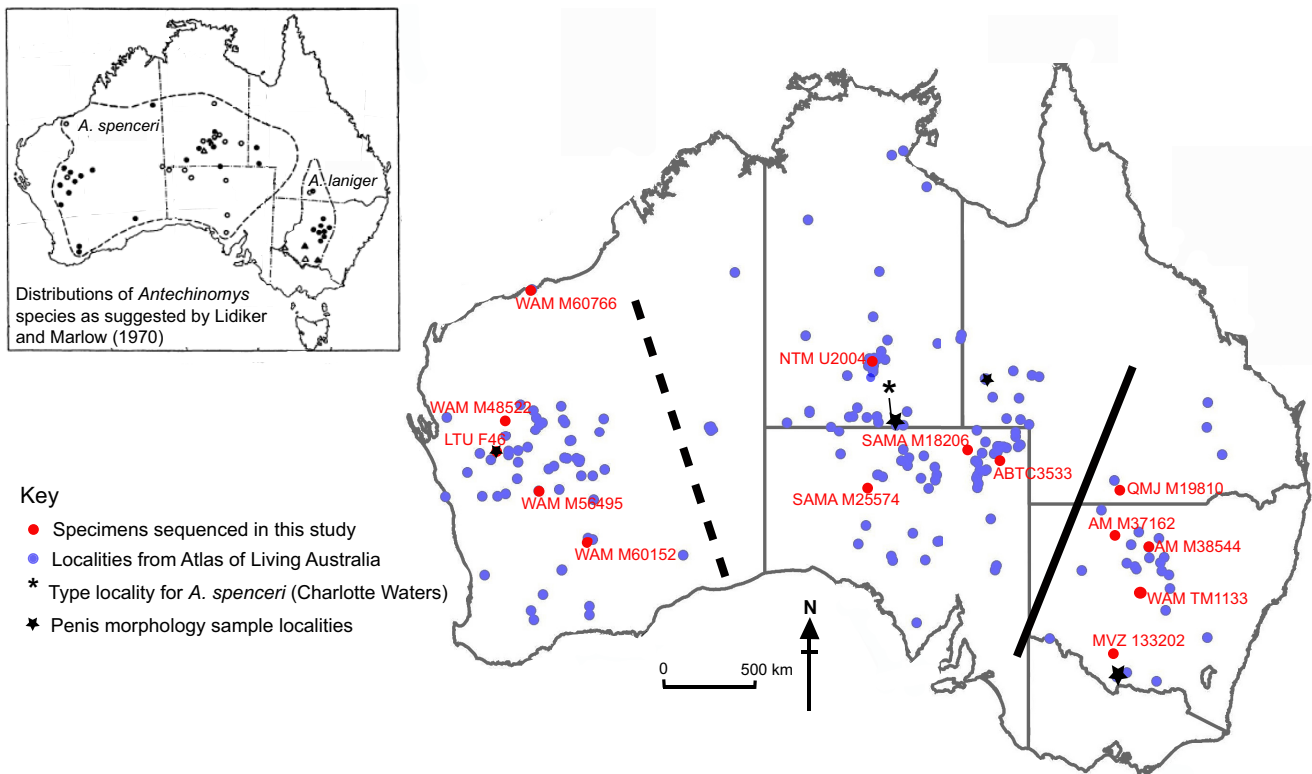 A. spenceri
A. laniger
Distributions of Antechinomys
species as suggested by Lidiker
and Marlow (1970)
WAM M60766
NTM U2004
*
WAM M48522
LTU F46
SAMA M18206
ABTC3533
WAM M56495
SAMA M25574
QMJ M19810
AM M37162
AM M38544
WAM M60152
WAM TM1133
MVZ 133202
Key
Specimens sequenced in this study
Localities from Atlas of Living Australia
* Type locality for A. spenceri (Charlotte Waters)
Penis morphology sample localities
N
0 500 km